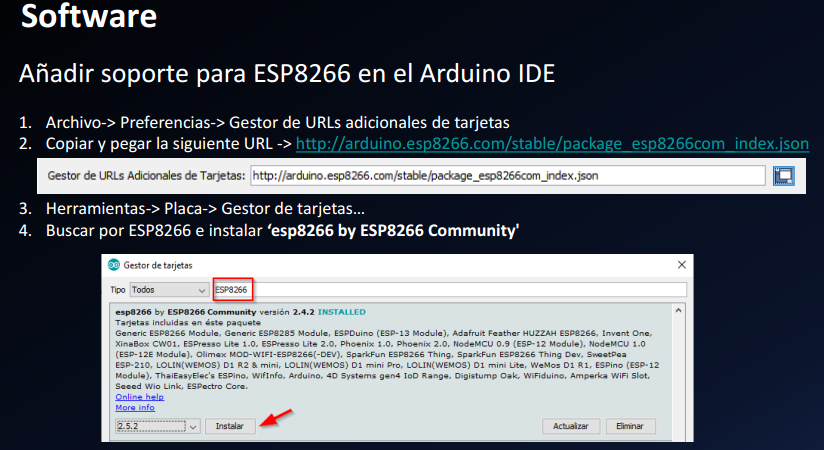 Software
Añadir soporte para ESP8266 en el Arduino IDE
1. Archivo-> Preferencias-> Gestor de URLs adicionales de tarjetas
2. Copiar y pegar la siguiente URL -> http://arduino.esp8266.com/stable/package_esp8266com_index.json
Gestor de URLs Adicionales de Tarjetas: http://arduino.esp8266.com/stable/package_esp8266com_index.json
3. Herramientas-> Placa-> Gestor de tarjetas...
4. Buscar por ESP8266 e instalar ‘esp8266 by ESP8266 Community'
Gestor de tarjetas
Tipo Todos ESP8266
esp8266 by ESP8266 Community versión 2.4.2 INSTALLED
Tarjetas incluidas en éste paquete
Generic ESP8266 Module, Generic ESP8285 Module, ESPDuino (ESP-13 Module), Adafruit Feather HUZZAH ESP8266, Invent One,
XinaBox CW01, ESPresso Lite 1.0, ESPresso Lite 2.0, Phoenix 1.0, Phoenix 2.0, NodeMCU 0.9 (ESP-12 Module), NodeMCU 1.0
(ESP-12E Module), Olimex MOD-WIFI-ESP8266(-DEV), SparkFun ESP8266 Thing, SparkFun ESP8266 Thing Dev, SweetPea
ESP-210, LOLIN(WEMOS) D1 R2 & mini, LOLIN(WEMOS) D1 mini Pro, LOLIN(WEMOS) D1 mini Lite, WeMos D1 R1, ESPino (ESP-12
Module), ThaiEasyElec's ESPino, WifInfo, Arduino, 4D Systems gen4 IoD Range, Digistump Oak, WiFiduino, Amperka WiFi Slot,
Seeed Wio Link, ESPectro Core.
Online help
More info
2.5.2 Instalar Actualizar Eliminar